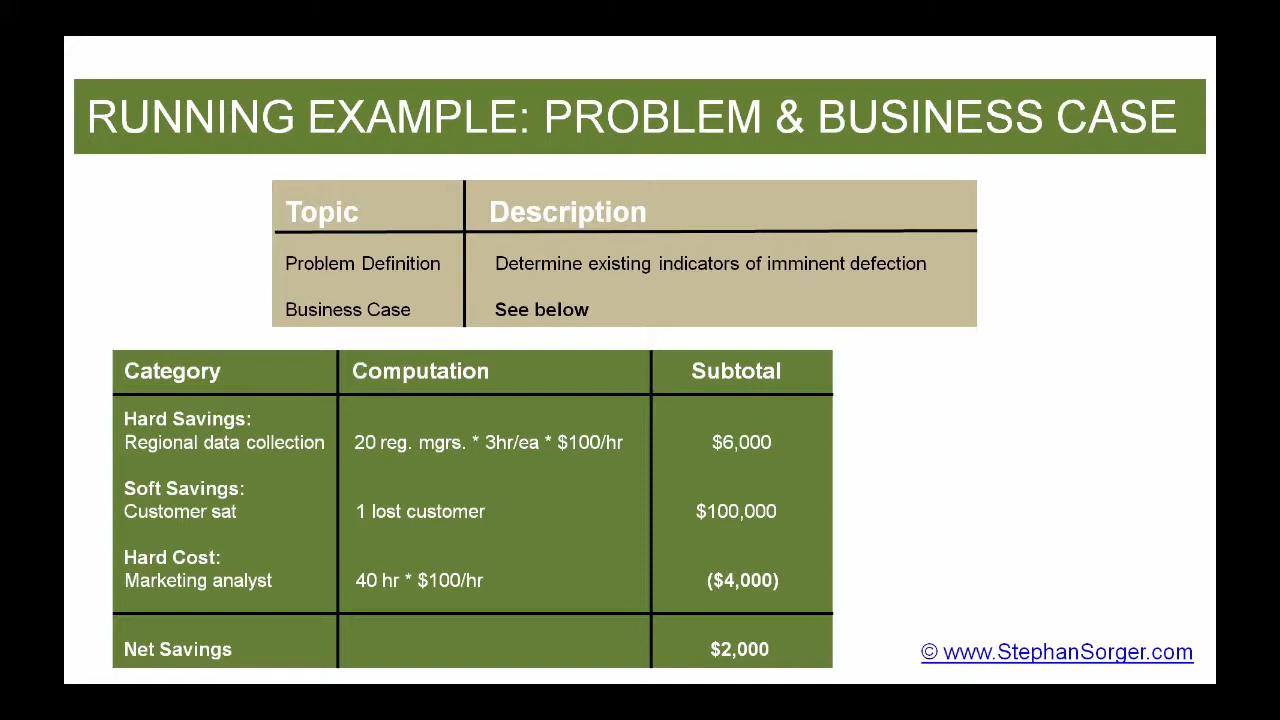 RUNNING EXAMPLE: PROBLEM & BUSINESS CASE
Topic Description
Problem Definition Determine existing indicators of imminent defection
Business Case See below
Category Computation Subtotal
Hard Savings:
Regional data collection 20 reg. mgrs. * 3hr/ea * $100/hr $6,000
Soft Savings:
Customer sat 1 lost customer $100,000
Hard Cost:
Marketing analyst 40 hr * $100/hr ($4,000)
Net Savings $2,000
© www.StephanSorger.com